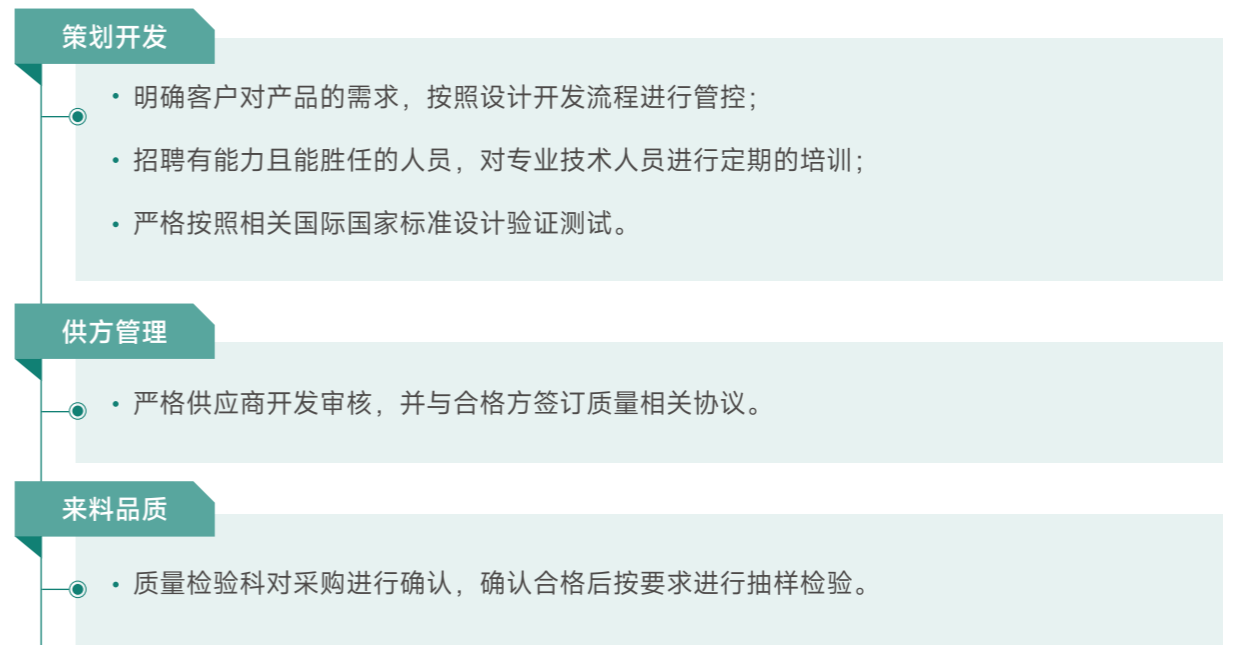 策划开发
• 明确客户对产品的需求，按照设计开发流程进行管控；
• 招聘有能力且能胜任的人员，对专业技术人员进行定期的培训；
• 严格按照相关国际国家标准设计验证测试。
供方管理
• 严格供应商开发审核，并与合格方签订质量相关协议。
来料品质
• 质量检验科对采购进行确认，确认合格后按要求进行抽样检验。